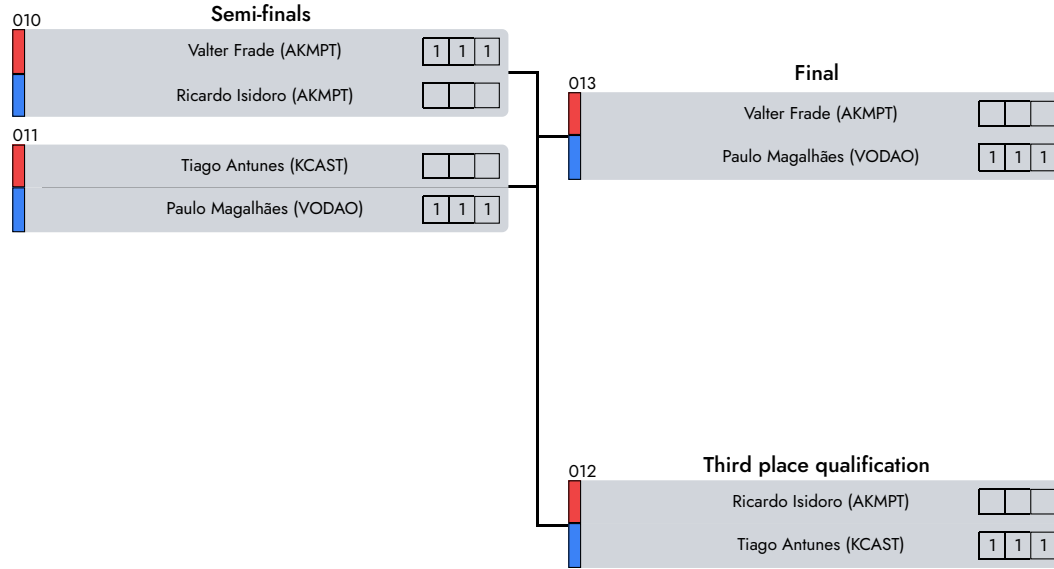 Semi-finals
010
Valter Frade (AKMPT) 1 1 1
Ricardo Isidoro (AKMPT)
011
Tiago Antunes (KCAST)
Paulo Magalhães (VODAO) 1 1 1
Final
013
Valter Frade (AKMPT)
Paulo Magalhães (VODAO) 1 1 1
Third place qualification
012
Ricardo Isidoro (AKMPT)
Tiago Antunes (KCAST) 1 1 1